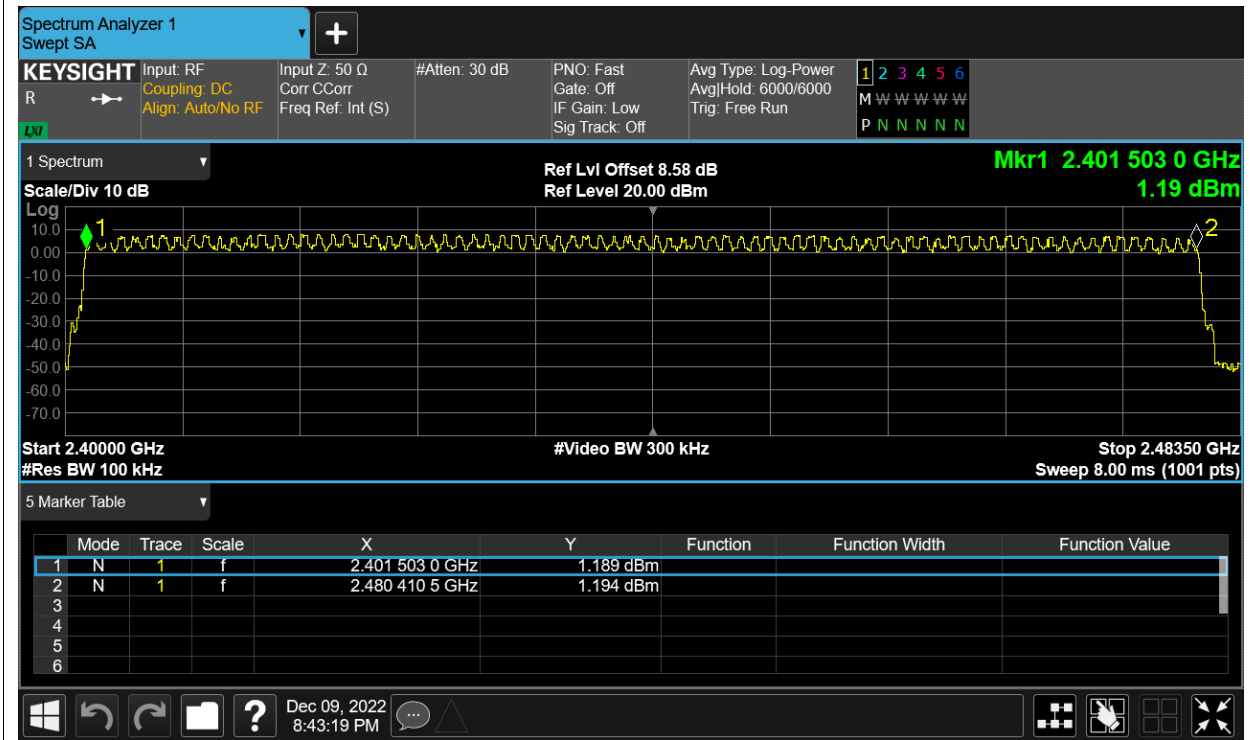 Spectrum Analyzer 1
Swept SA
+
KEYSIGHT
R
LXI
Input: RF
Coupling: DC
Align: Auto/No RF
Input Z: 50 Ω
Corr CCorr
Freq Ref: Int (S)
#Atten: 30 dB
PNO: Fast
Gate: Off
IF Gain: Low
Sig Track: Off
Avg Type: Log-Power
Avg|Hold: 6000/6000
Trig: Free Run
1 2 3 4 5 6
M W W W W W
P N N N N N
1 Spectrum
Scale/Div 10 dB
Ref Lvl Offset 8.58 dB
Ref Level 20.00 dBm
Mkr1 2.401 503 0 GHz
1.19 dBm
Log
1
2
10.0
0.00
-10.0
-20.0
-30.0
-40.0
-50.0
-60.0
-70.0
Start 2.40000 GHz
#Res BW 100 kHz
#Video BW 300 kHz
Stop 2.48350 GHz
Sweep 8.00 ms (1001 pts)
5 Marker Table
Mode Trace Scale X Y Function Function Width Function Value
1 N 1 f 2.401 503 0 GHz 1.189 dBm
2 N 1 f 2.480 410 5 GHz 1.194 dBm
3
4
5
6
?
Dec 09, 2022
8:43:19 PM